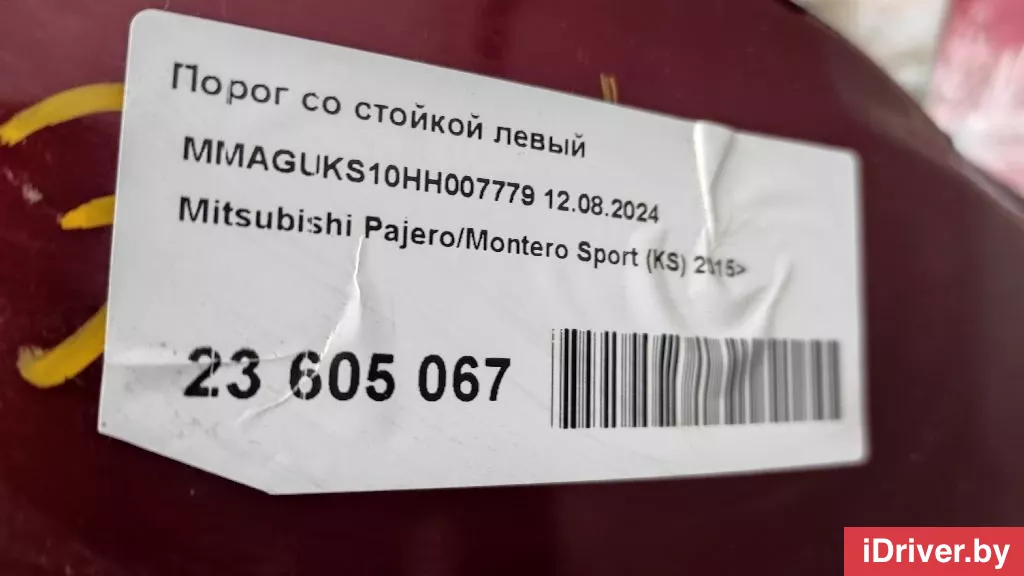 Порог со стойкой левый
MMAGUKS10HH007779 12.08.2024
Mitsubishi Pajero/Montero Sport (KS) 2015>
23 605 067
iDriver.by